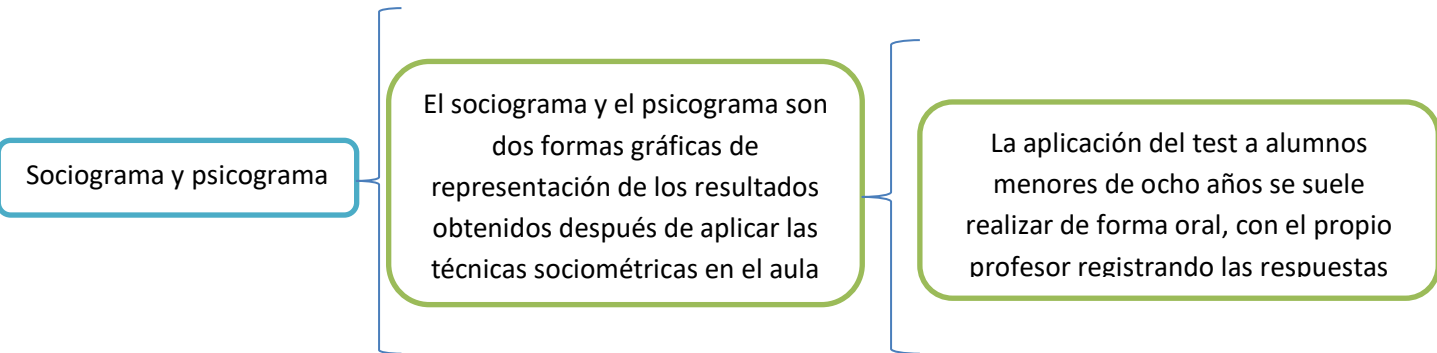 Sociograma y psicograma
El sociograma y el psicograma son
dos formas gráficas de
representación de los resultados
obtenidos después de aplicar las
técnicas sociométricas en el aula
La aplicación del test a alumnos
menores de ocho años se suele
realizar de forma oral, con el propio
profesor registrando las respuestas